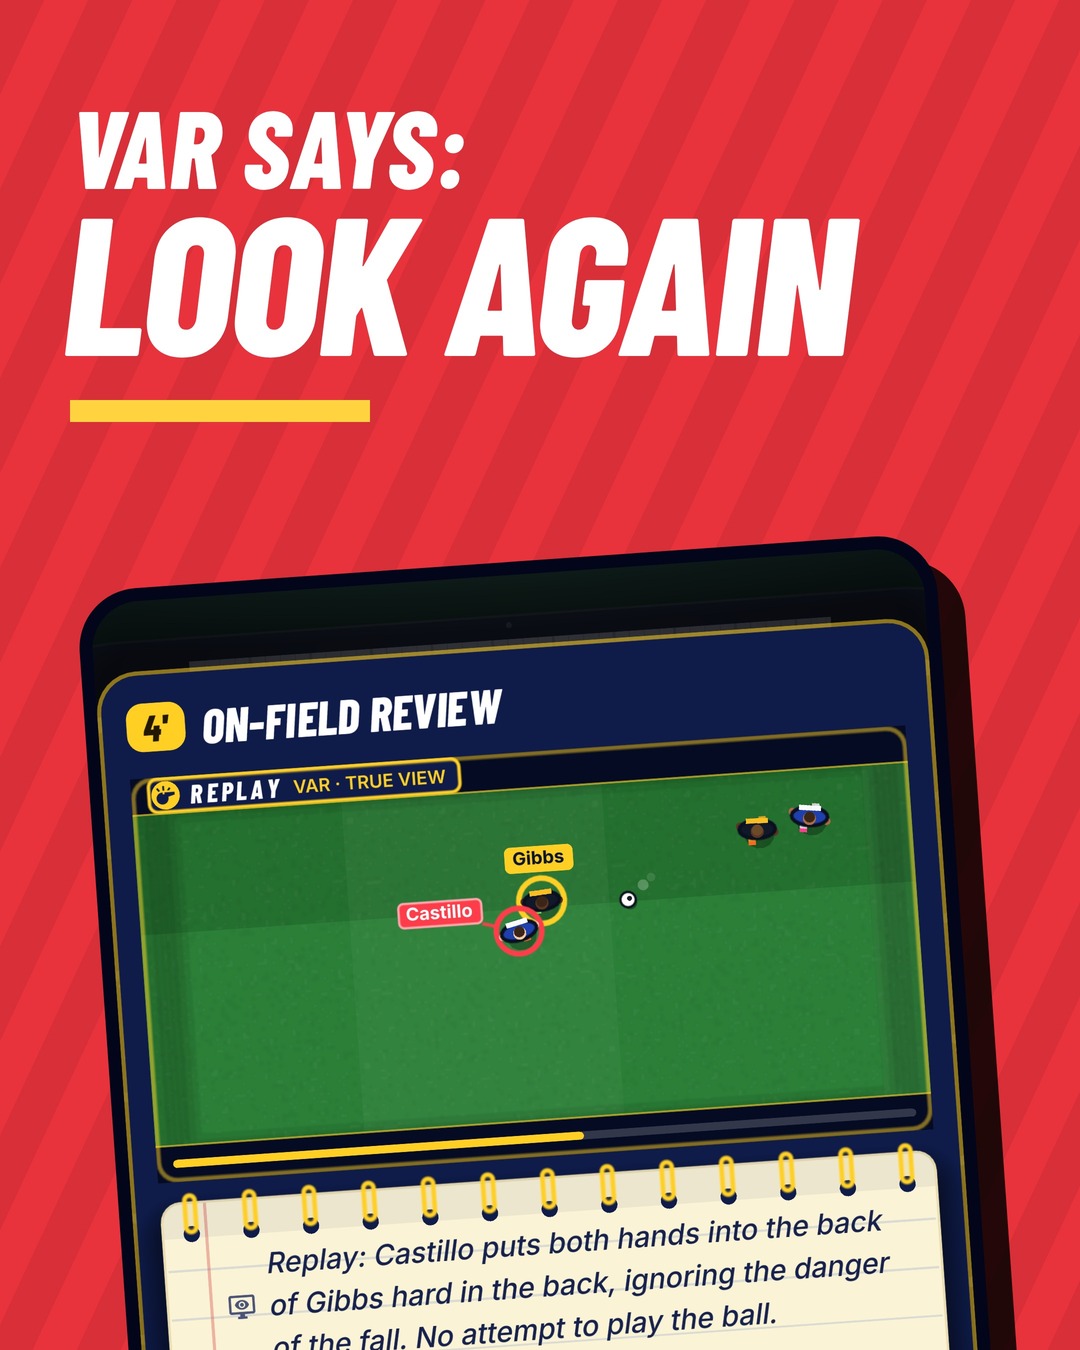 VAR SAYS:
LOOK AGAIN
4' ON-FIELD REVIEW
REPLAY VAR · TRUE VIEW
Gibbs
Castillo
Replay: Castillo puts both hands into the back
of Gibbs hard in the back, ignoring the danger
of the fall. No attempt to play the ball.